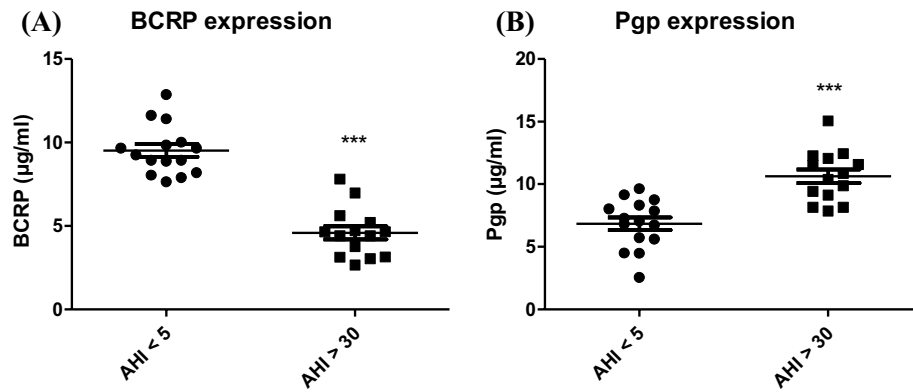 (A) BCRP expression
15
10
5
0
BCRP (µg/ml)
***
AHI < 5
AHI > 30
(B) Pgp expression
20
15
10
5
0
Pgp (µg/ml)
***
AHI < 5
AHI > 30